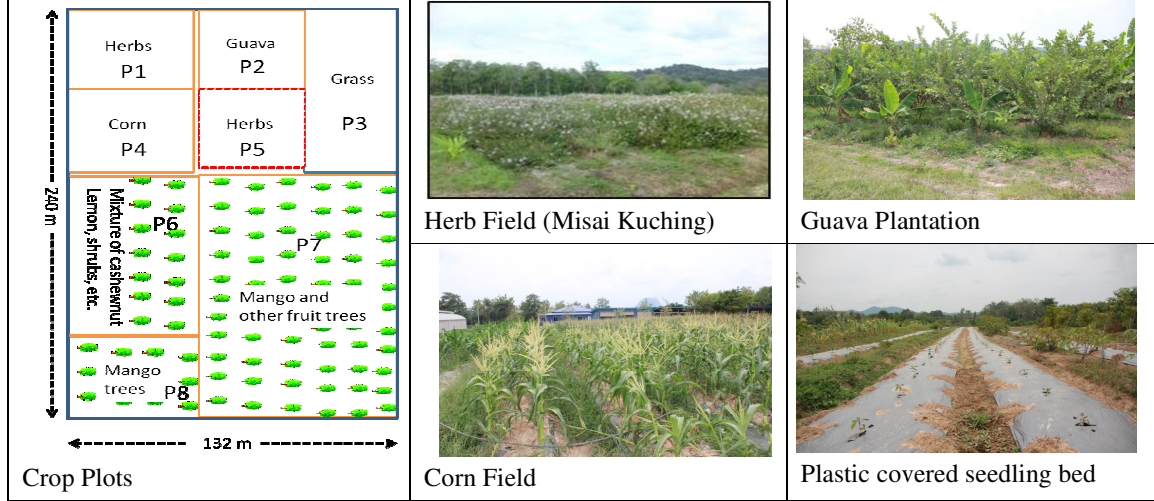 Herbs
P1
Guava
P2
Grass
P3
Corn
P4
Herbs
P5
Mixture of cashewnut
Lemon, shrubs, etc.
P6
P7
Mango and
other fruit trees
Mango
trees
P8
240 m
132 m
Crop Plots
Herb Field (Misai Kuching)
Guava Plantation
Corn Field
Plastic covered seedling bed